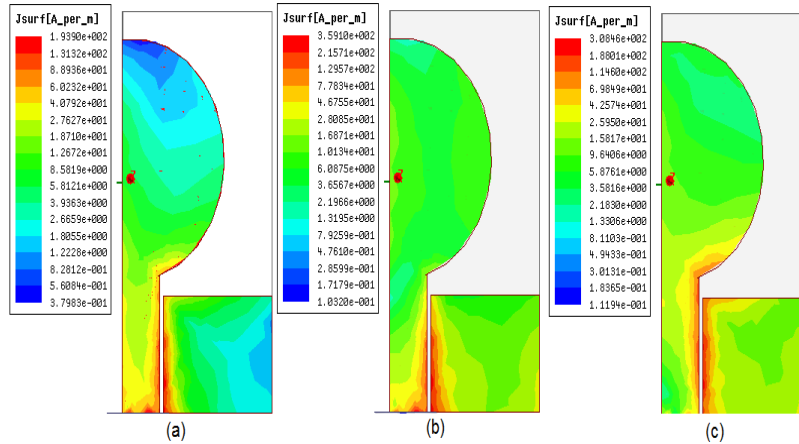 Jsurf[A_per_m]
1.9390e+002
1.3132e+002
8.8936e+001
6.0232e+001
4.0792e+001
2.7627e+001
1.8710e+001
1.2672e+001
8.5819e+000
5.8121e+000
3.9363e+000
2.6659e+000
1.8055e+000
1.2228e+000
8.2812e-001
5.6084e-001
3.7983e-001
(a)
Jsurf[A_per_m]
3.5910e+002
2.1571e+002
1.2957e+002
7.7834e+001
4.6755e+001
2.8085e+001
1.6871e+001
1.0134e+001
6.0875e+000
3.6567e+000
2.1966e+000
1.3195e+000
7.9259e-001
4.7610e-001
2.8599e-001
1.7179e-001
1.0320e-001
(b)
Jsurf[A_per_m]
3.0846e+002
1.8801e+002
1.1460e+002
6.9849e+001
4.2574e+001
2.5950e+001
1.5817e+001
9.6406e+000
5.8761e+000
3.5816e+000
2.1830e+000
1.3306e+000
8.1103e-001
4.9433e-001
3.0131e-001
1.8365e-001
1.1194e-001
(c)